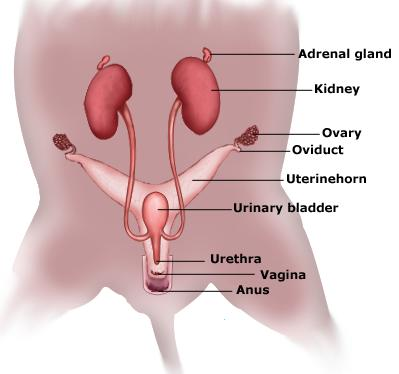 Adrenal gland
Kidney
Ovary
Oviduct
Uterinehorn
Urinary bladder
Urethra
Vagina
Anus